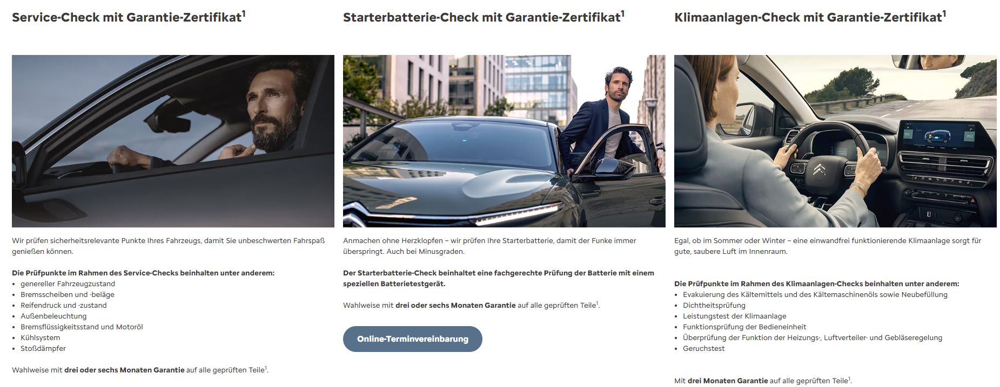 Service-Check mit Garantie-Zertifikat¹
Wir prüfen sicherheitsrelevante Punkte Ihres Fahrzeugs, damit Sie unbeschwerten Fahrspaß
genießen können.
Die Prüfpunkte im Rahmen des Service-Checks beinhalten unter anderem:
• genereller Fahrzeugzustand
• Bremsscheiben und -beläge
• Reifendruck und -zustand
• Außenbeleuchtung
• Bremsflüssigkeitsstand und Motoröl
• Kühlsystem
• Stoßdämpfer
Wahlweise mit drei oder sechs Monaten Garantie auf alle geprüften Teile¹.
Starterbatterie-Check mit Garantie-Zertifikat¹
Anmachen ohne Herzklopfen – wir prüfen Ihre Starterbatterie, damit der Funke immer
überspringt. Auch bei Minusgraden.
Der Starterbatterie-Check beinhaltet eine fachgerechte Prüfung der Batterie mit einem
speziellen Batterietestgerät.
Wahlweise mit drei oder sechs Monaten Garantie auf alle geprüften Teile¹.
Online-Terminvereinbarung
Klimaanlagen-Check mit Garantie-Zertifikat¹
Egal, ob im Sommer oder Winter – eine einwandfrei funktionierende Klimaanlage sorgt für
gute, saubere Luft im Innenraum.
Die Prüfpunkte im Rahmen des Klimaanlagen-Checks beinhalten unter anderem:
• Evakuierung des Kältemittels und des Kältemaschinenöls sowie Neubefüllung
• Dichtheitsprüfung
• Leistungstest der Klimaanlage
• Funktionsprüfung der Bedieneinheit
• Überprüfung der Funktion der Heizungs-, Luftverteiler- und Gebläseregelung
• Geruchstest
Mit drei Monaten Garantie auf alle geprüften Teile¹.